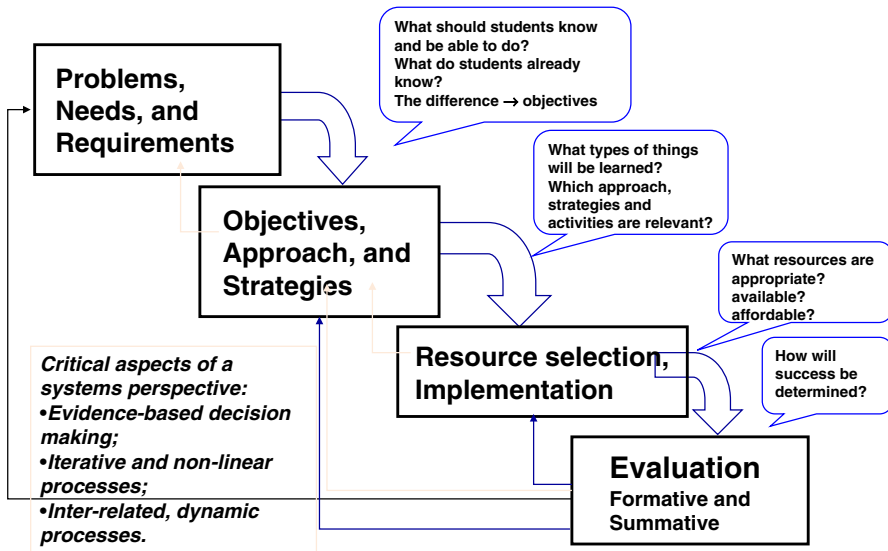 Problems,
Needs, and
Requirements
What should students know
and be able to do?
What do students already
know?
The difference → objectives
Objectives,
Approach, and
Strategies
What types of things
will be learned?
Which approach,
strategies and
activities are relevant?
Resource selection,
Implementation
What resources are
appropriate?
available?
affordable?
Evaluation
Formative and
Summative
How will
success be
determined?
Critical aspects of a
systems perspective:
•Evidence-based decision
making;
•Iterative and non-linear
processes;
•Inter-related, dynamic
processes.